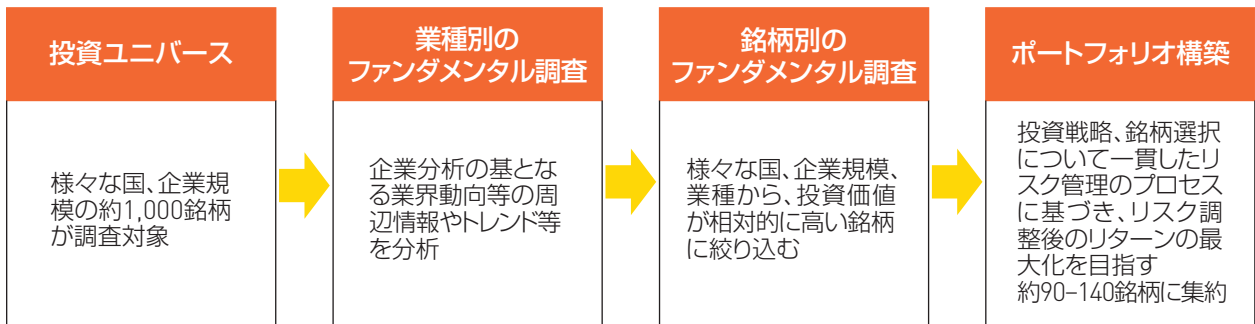 投資ユニバース
様々な国、企業規
模の約1,000銘柄
が調査対象
業種別の
ファンダメンタル調査
企業分析の基とな
る業界動向等の周
辺情報やトレンド等
を分析
銘柄別の
ファンダメンタル調査
様々な国、企業規模、
業種から、投資価値
が相対的に高い銘柄
に絞り込む
ポートフォリオ構築
投資戦略、銘柄選択
について一貫したリ
スク管理のプロセス
に基づき、リスク調
整後のリターンの最
大化を目指す
約90–140銘柄に集約